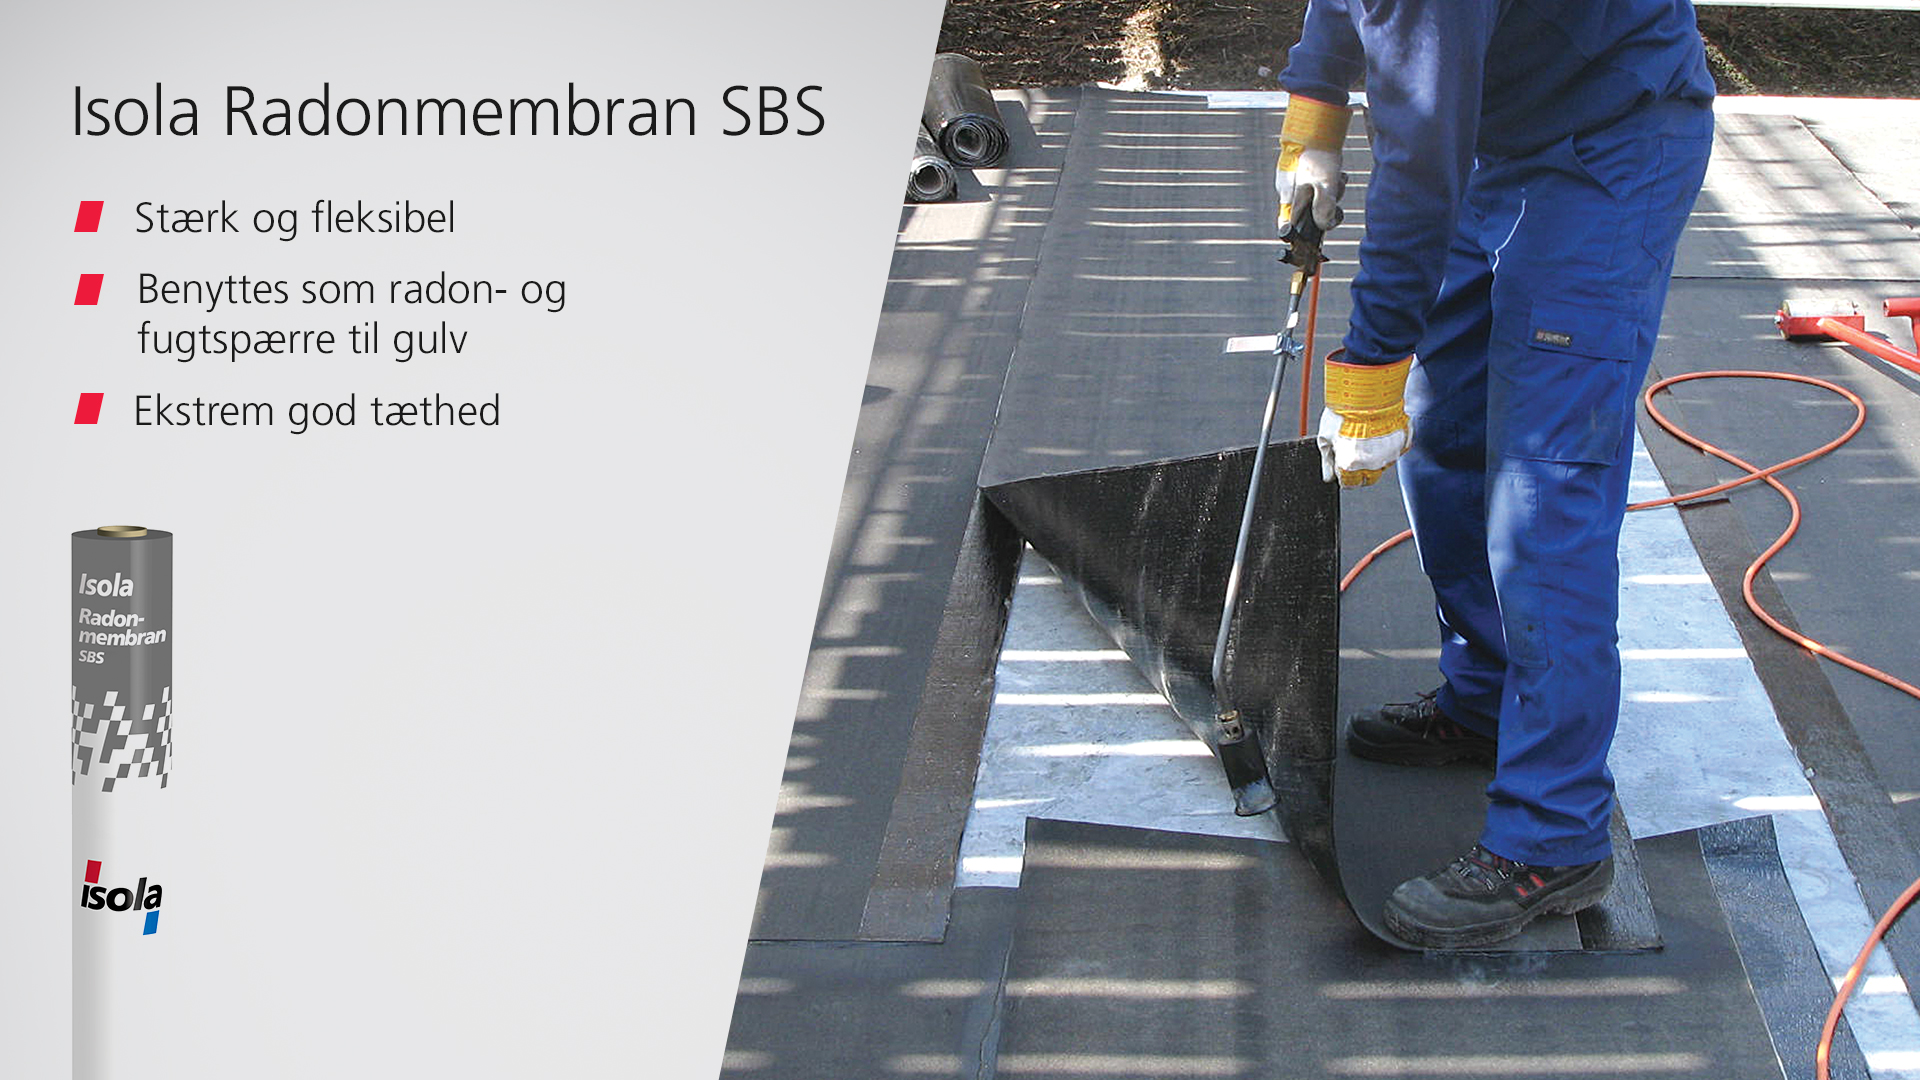 Isola Radonmembran SBS
Stærk og fleksibel
Benyttes som radon- og
fugtspærre til gulv
Ekstrem god tæthed
Isola
Radon-
membran
SBS
isola